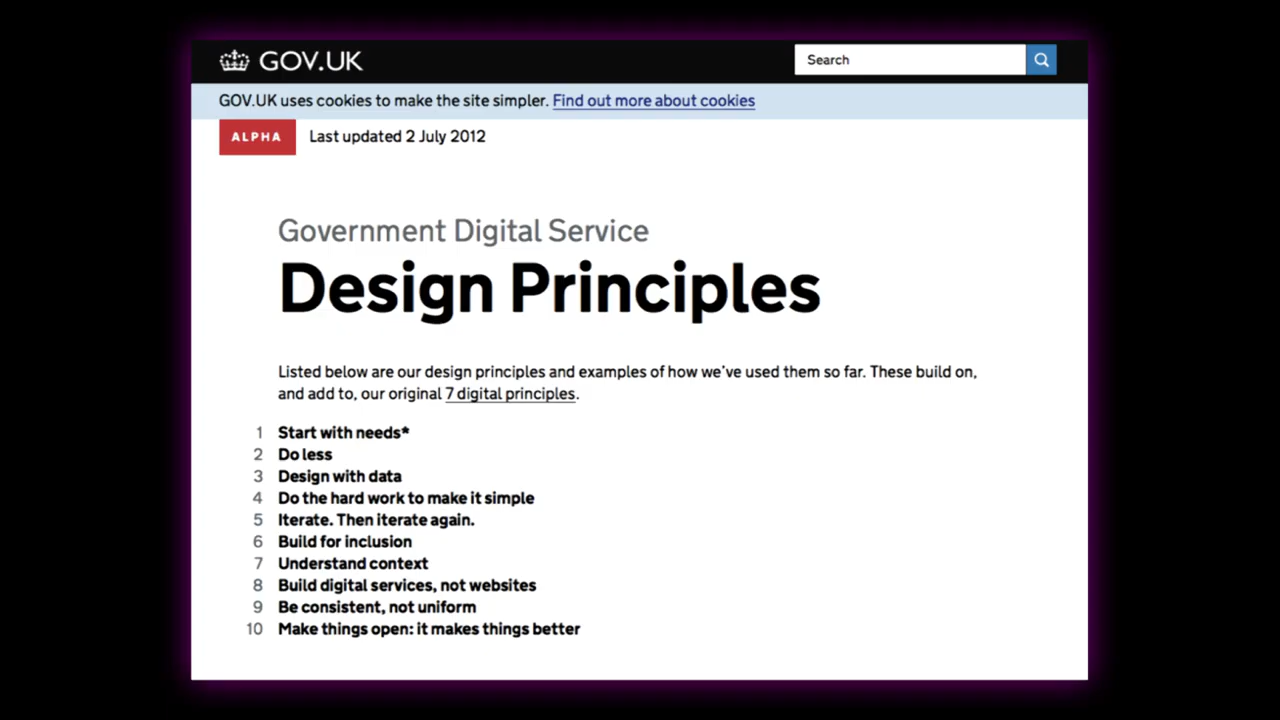 GOV.UK
Search
GOV.UK uses cookies to make the site simpler. Find out more about cookies
ALPHA Last updated 2 July 2012
Government Digital Service
Design Principles
Listed below are our design principles and examples of how we’ve used them so far. These build on,
and add to, our original 7 digital principles.
1 Start with needs*
2 Do less
3 Design with data
4 Do the hard work to make it simple
5 Iterate. Then iterate again.
6 Build for inclusion
7 Understand context
8 Build digital services, not websites
9 Be consistent, not uniform
10 Make things open: it makes things better